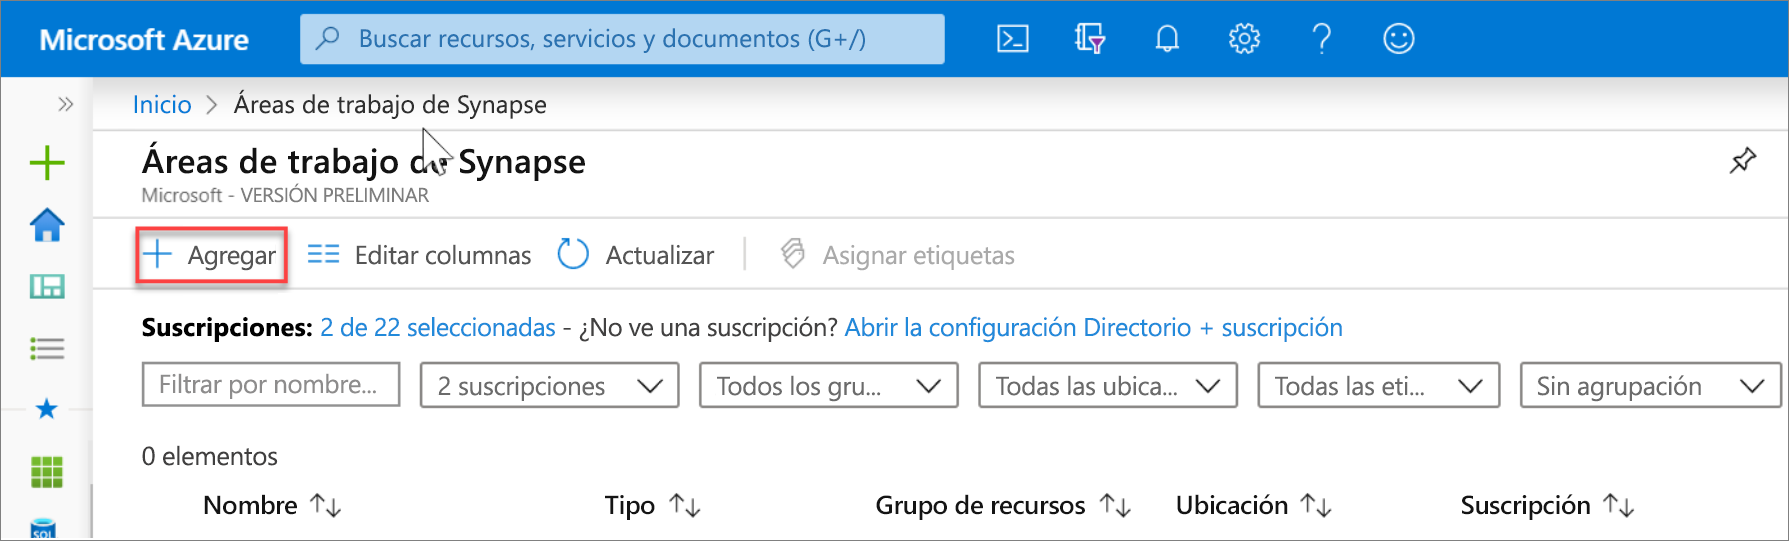 Microsoft Azure
Buscar recursos, servicios y documentos (G+/)
Inicio > Áreas de trabajo de Synapse
Áreas de trabajo de Synapse
Microsoft - VERSIÓN PRELIMINAR
Agregar Editar columnas Actualizar Asignar etiquetas
Suscripciones: 2 de 22 seleccionadas - ¿No ve una suscripción? Abrir la configuración Directorio + suscripción
Filtrar por nombre... 2 suscripciones Todos los gru... Todas las ubica... Todas las eti... Sin agrupación
0 elementos
Nombre Tipo Grupo de recursos Ubicación Suscripción
SQL